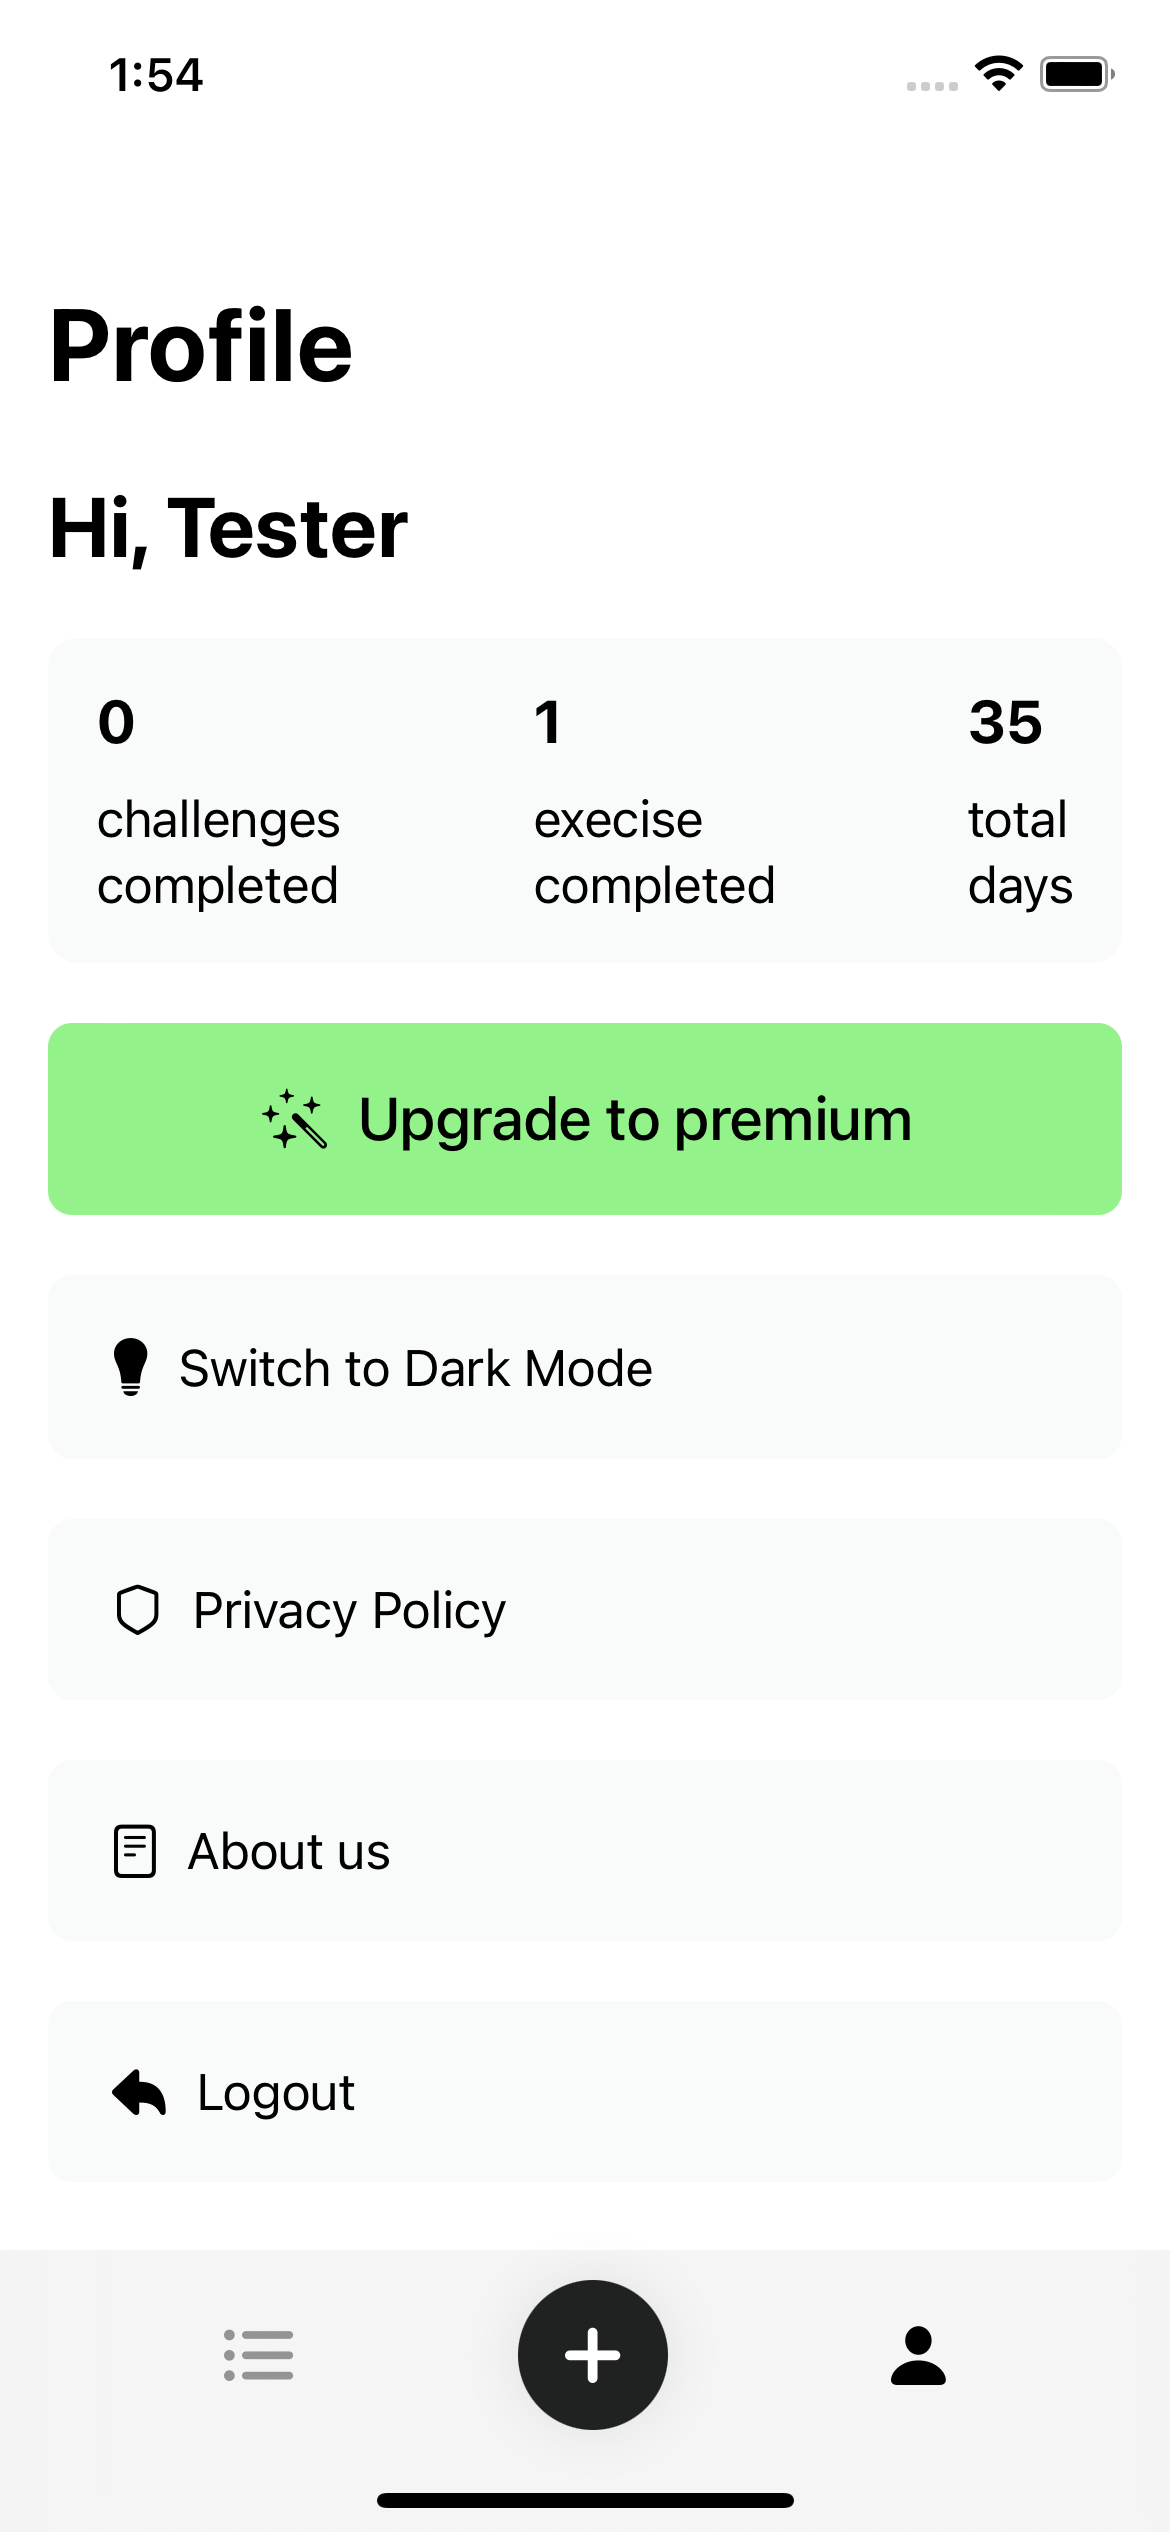 1:54
Profile
Hi, Tester
0
challenges
completed
1
execise
completed
35
total
days
Upgrade to premium
Switch to Dark Mode
Privacy Policy
About us
Logout